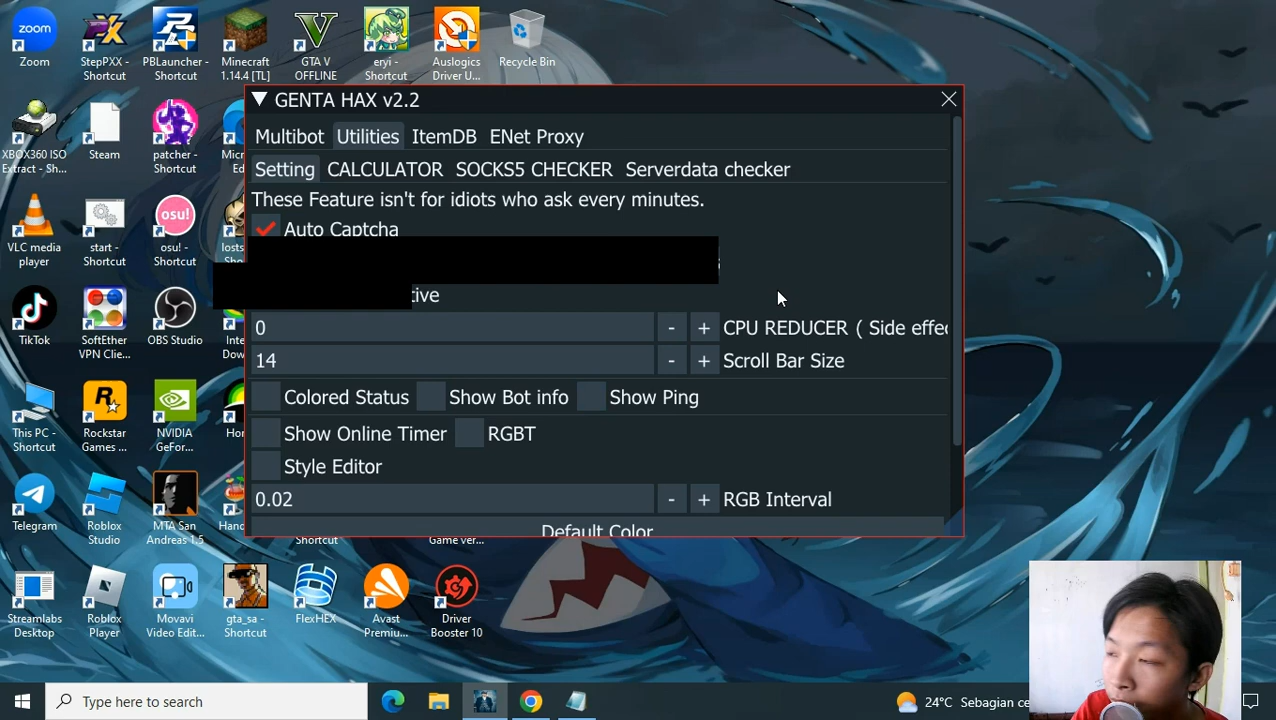 Zoom
StepPXX -
Shortcut
PBLauncher -
Shortcut
Minecraft
1.14.4 [TL]
GTA V
OFFLINE
eryi -
Shortcut
Auslogics
Driver U...
Recycle Bin
GENTA HAX v2.2
Multibot Utilities ItemDB ENet Proxy
Setting CALCULATOR SOCKS5 CHECKER Serverdata checker
These Feature isn't for idiots who ask every minutes.
Auto Captcha
0 - + CPU REDUCER ( Side effec
14 - + Scroll Bar Size
Colored Status Show Bot info Show Ping
Show Online Timer RGBT
Style Editor
0.02 - + RGB Interval
Default Color
XBOX360 ISO
Extract - Sh...
Steam
patcher -
Shortcut
VLC media
player
start -
Shortcut
osu!
osu! -
Shortcut
TikTok
SoftEther
VPN Clie...
OBS Studio
This PC -
Shortcut
Rockstar
Games ...
NVIDIA
GeFor...
Telegram
Roblox
Studio
MTA San
Andreas 1.5
Shortcut
Game ver...
Streamlabs
Desktop
Roblox
Player
Movavi
Video Edit...
gta_sa -
Shortcut
FlexHEX
Avast
Premiu...
Driver
Booster 10
Type here to search
24°C Sebagian ce